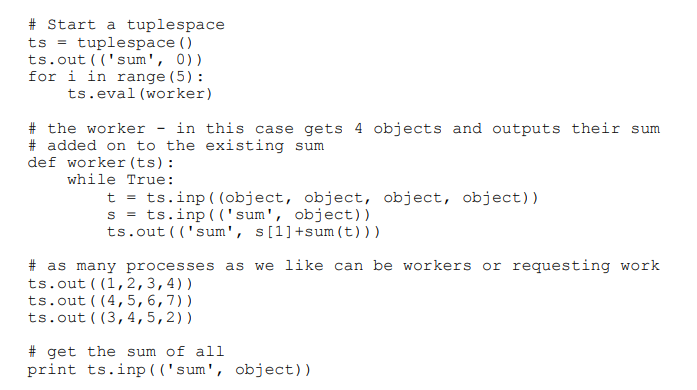 # Start a tuplespace
ts = tuplespace()
ts.out(('sum', 0))
for i in range(5):
    ts.eval(worker)

# the worker - in this case gets 4 objects and outputs their sum
# added on to the existing sum
def worker(ts):
    while True:
        t = ts.inp((object, object, object, object))
        s = ts.inp(('sum', object))
        ts.out(('sum', s[1]+sum(t)))

# as many processes as we like can be workers or requesting work
ts.out((1,2,3,4))
ts.out((4,5,6,7))
ts.out((3,4,5,2))

# get the sum of all
print ts.inp(('sum', object))